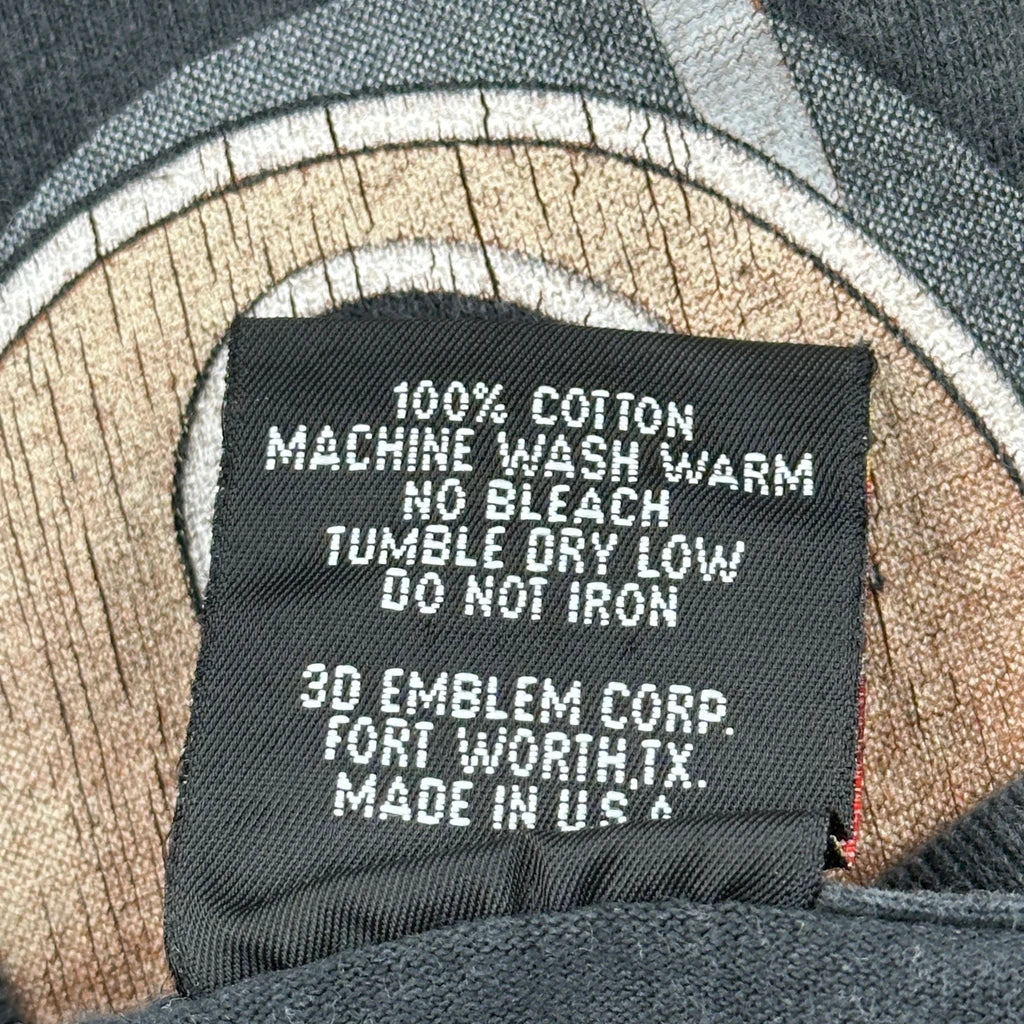 100% COTTON
MACHINE WASH WARM
NO BLEACH
TUMBLE DRY LOW
DO NOT IRON
3D EMBLEM CORP.
FORT WORTH,TX.
MADE IN U.S.A